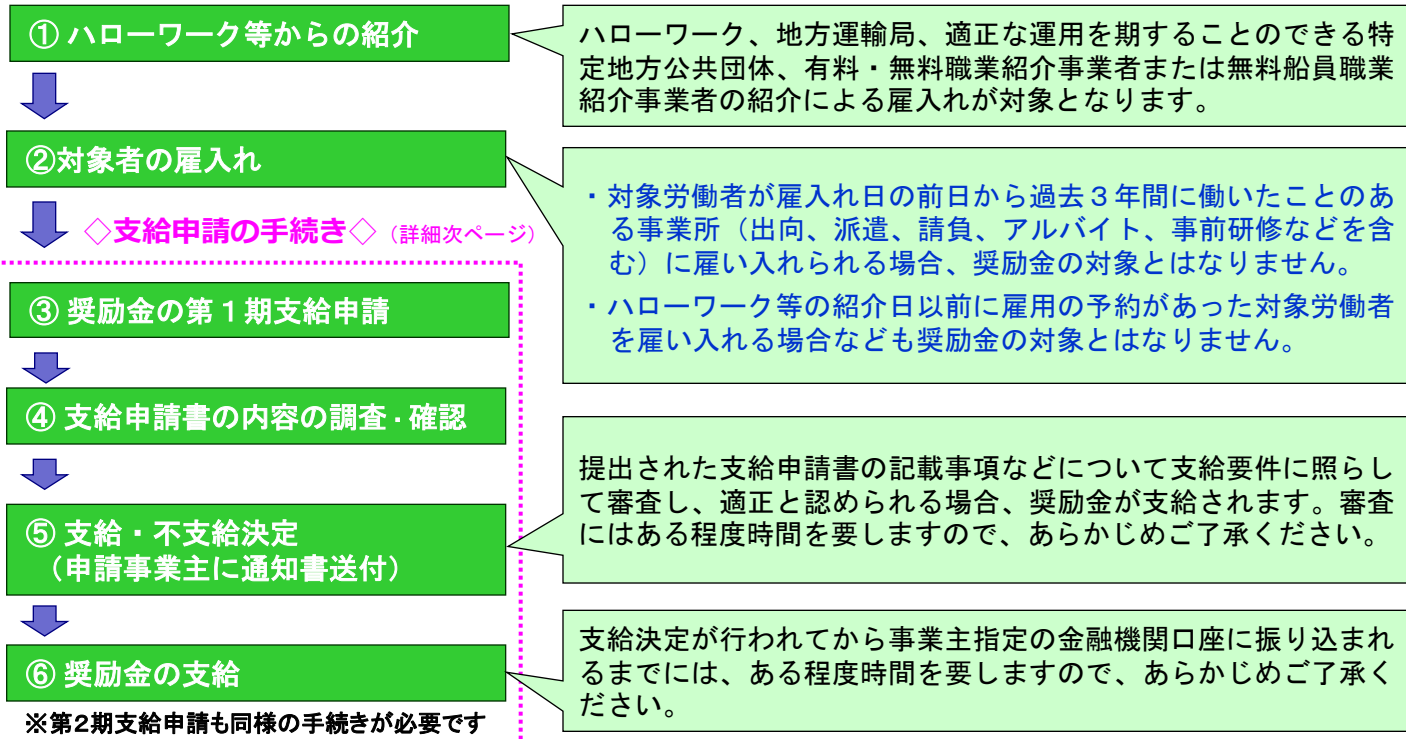 ① ハローワーク等からの紹介
ハローワーク、地方運輸局、適正な運用を期することのできる特
定地方公共団体、有料・無料職業紹介事業者または無料船員職業
紹介事業者の紹介による雇入れが対象となります。
②対象者の雇入れ
・対象労働者が雇入れ日の前日から過去３年間に働いたことのあ
る事業所（出向、派遣、請負、アルバイト、事前研修などを含
む）に雇い入れられる場合、奨励金の対象とはなりません。
・ハローワーク等の紹介日以前に雇用の予約があった対象労働者
を雇い入れる場合なども奨励金の対象とはなりません。
◇支給申請の手続き◇（詳細次ページ）
③ 奨励金の第１期支給申請
④ 支給申請書の内容の調査・確認
⑤ 支給・不支給決定
（申請事業主に通知書送付）
提出された支給申請書の記載事項などについて支給要件に照らし
て審査し、適正と認められる場合、奨励金が支給されます。審査
にはある程度時間を要しますので、あらかじめご了承ください。
⑥ 奨励金の支給
支給決定が行われてから事業主指定の金融機関口座に振り込まれ
るまでには、ある程度時間を要しますので、あらかじめご了承く
ださい。
※第2期支給申請も同様の手続きが必要です